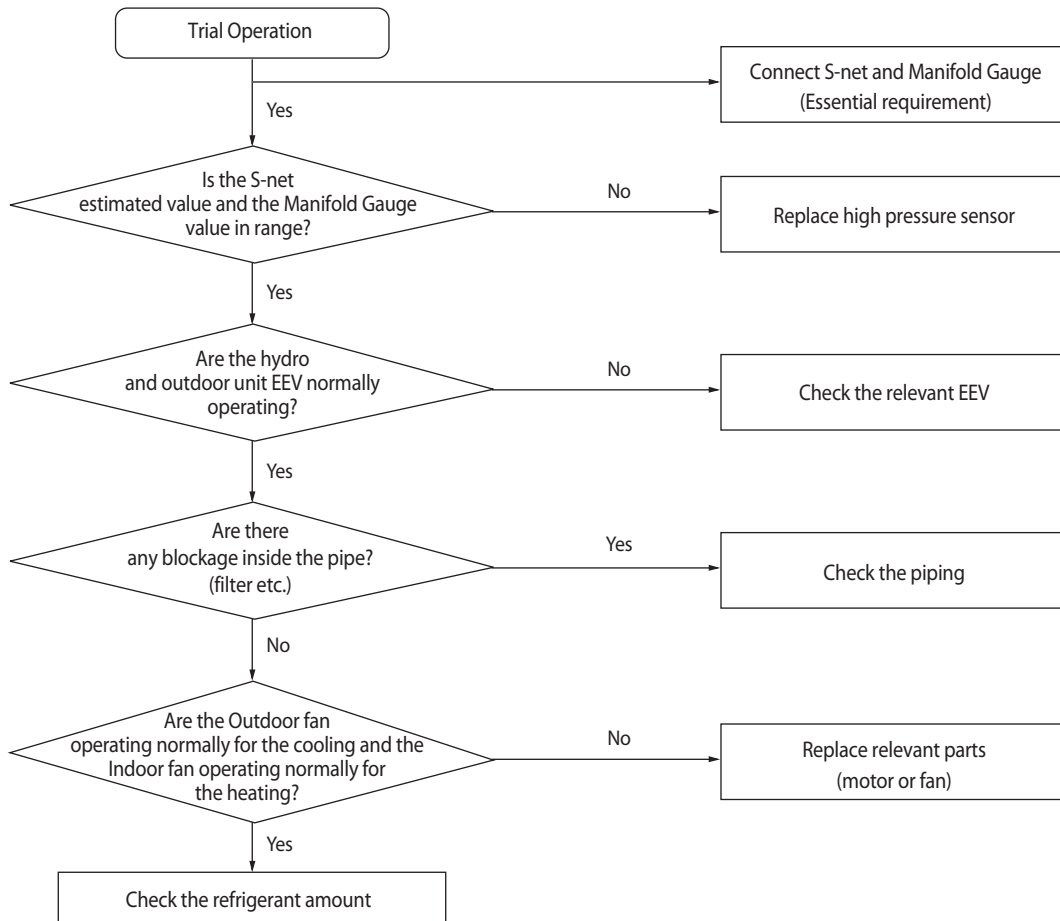 Trial Operation
Connect S-net and Manifold Gauge
(Essential requirement)
Yes
Is the S-net
estimated value and the Manifold Gauge
value in range?
No
Replace high pressure sensor
Yes
Are the hydro
and outdoor unit EEV normally
operating?
No
Check the relevant EEV
Yes
Are there
any blockage inside the pipe?
(filter etc.)
Yes
Check the piping
No
Are the Outdoor fan
operating normally for the cooling and the
Indoor fan operating normally for
the heating?
No
Replace relevant parts
(motor or fan)
Yes
Check the refrigerant amount